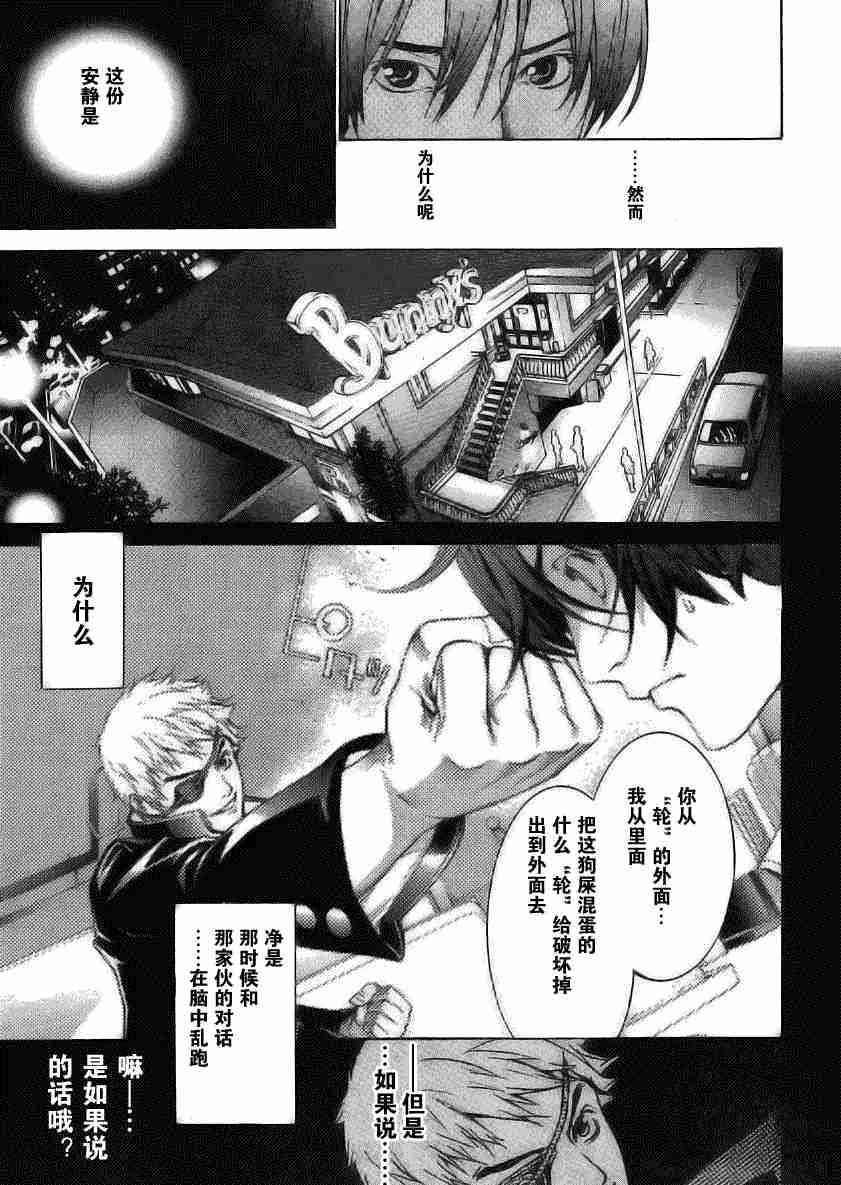 ……然而
为什么呢
这份
安静是
Bunny's
为什么
你从
“轮”的外面…
我从里面
把这狗屎混蛋的
什么“轮”给破坏掉
出到外面去
净是
那时候和
那家伙的对话
……在脑中乱跑
——但是
…如果说……
嘛——…
是如果说
的话哦?